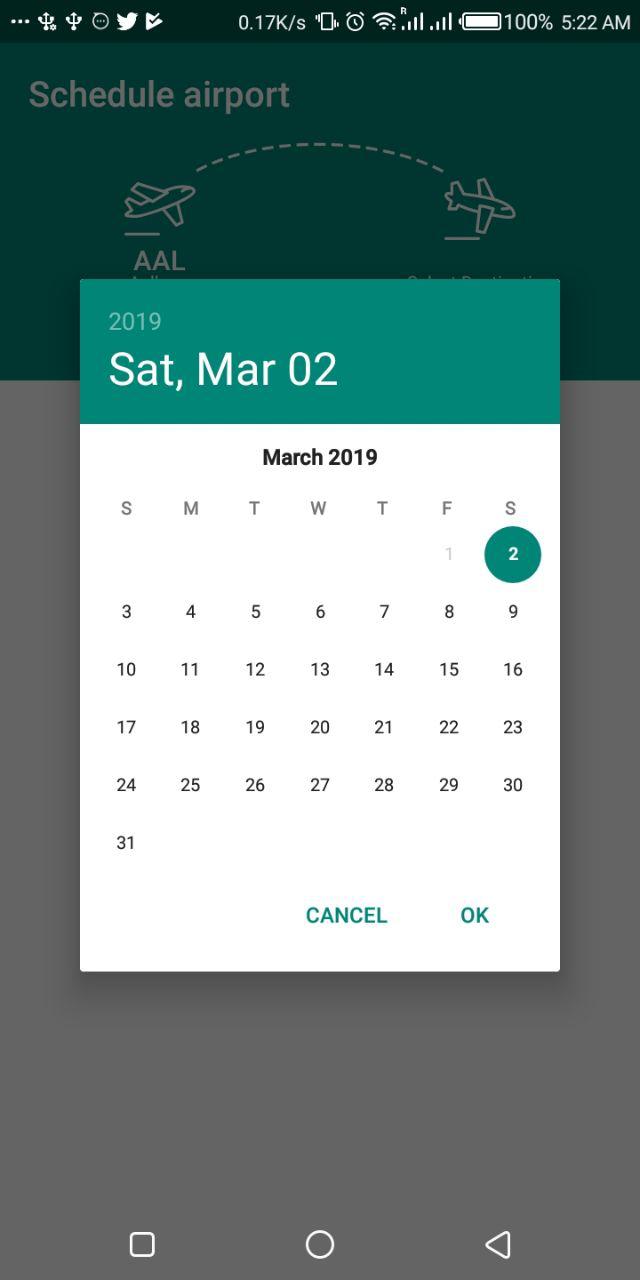 0.17K/s R 100% 5:22 AM
Schedule airport
AAL
2019
Sat, Mar 02
March 2019
S M T W T F S
1 2
3 4 5 6 7 8 9
10 11 12 13 14 15 16
17 18 19 20 21 22 23
24 25 26 27 28 29 30
31
CANCEL OK